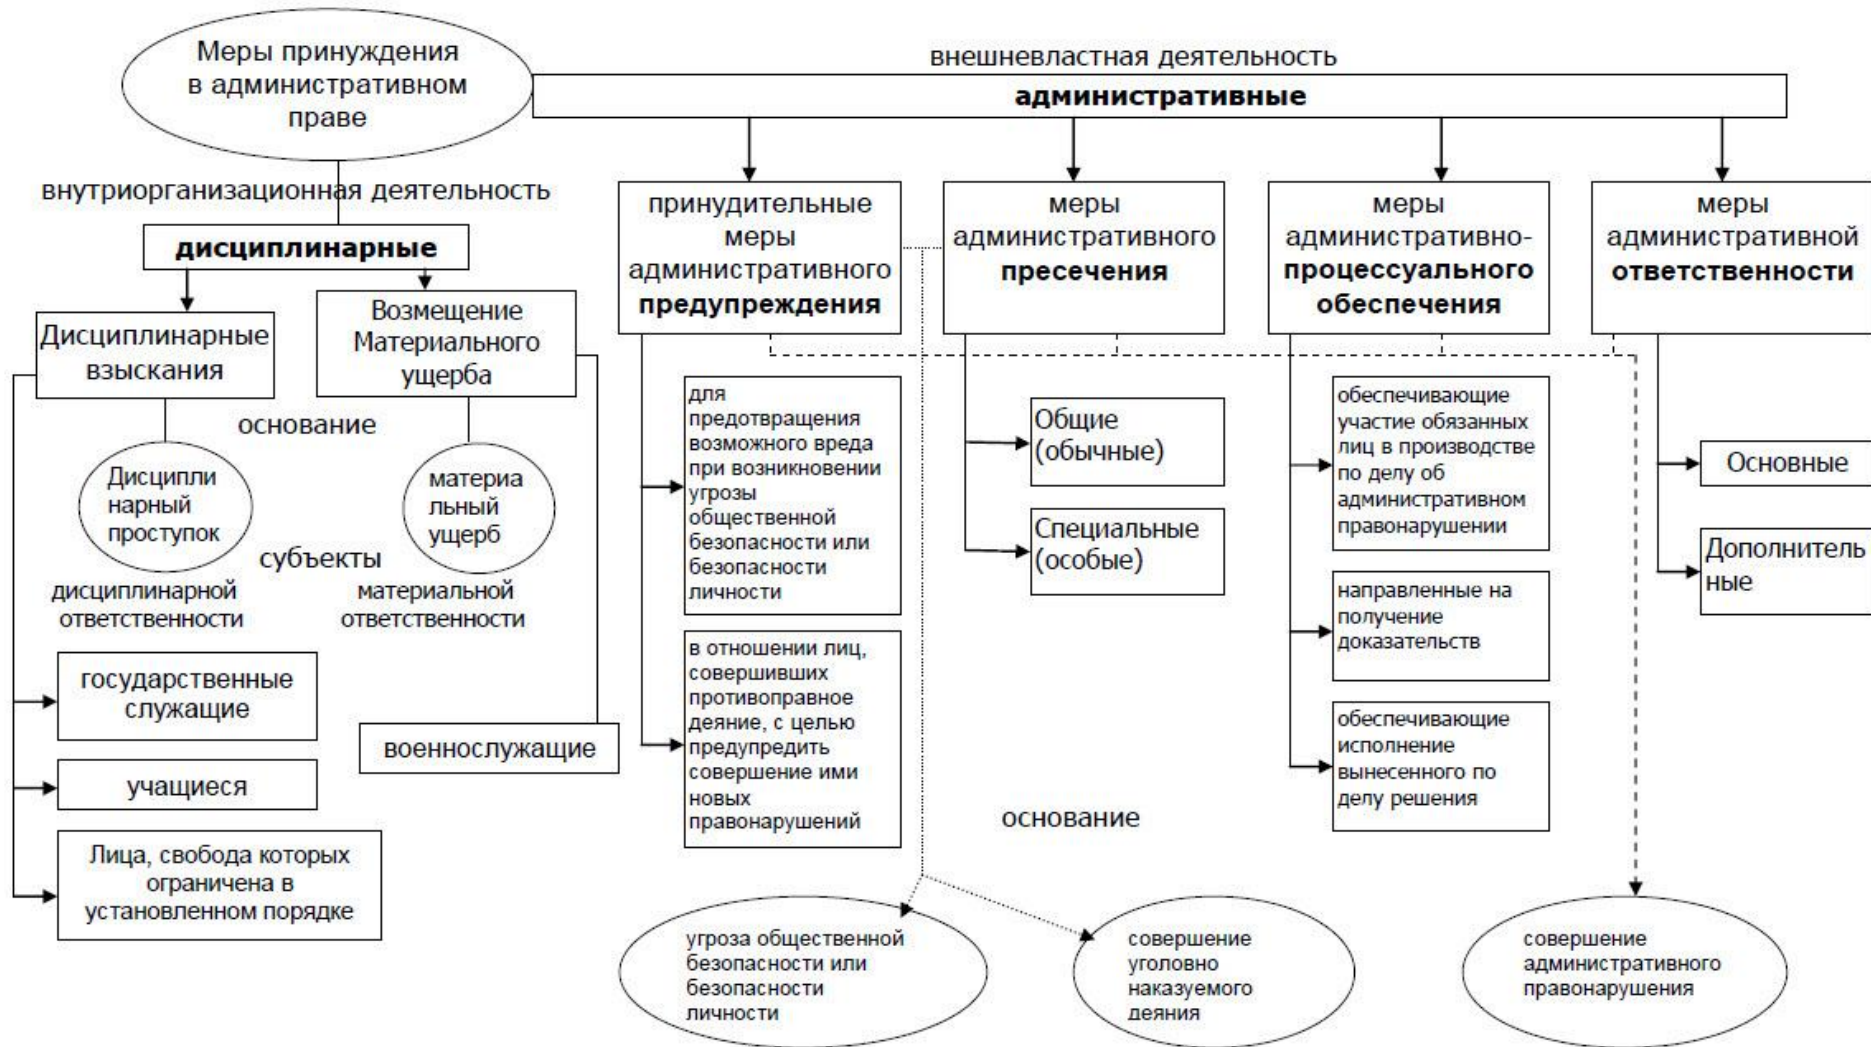 Меры принуждения
в административном
праве
внешневластная деятельность
административные
внутриорганизационная деятельность
дисциплинарные
Дисциплинарные
взыскания
Возмещение
Материального
ущерба
основание
Дисципли
нарный
проступок
материа
льный
ущерб
субъекты
дисциплинарной
ответственности
материальной
ответственности
государственные
служащие
учащиеся
Лица, свобода которых
ограничена в
установленном порядке
военнослужащие
принудительные
меры
административного
предупреждения
для
предотвращения
возможного вреда
при возникновении
угрозы
общественной
безопасности или
безопасности
личности
в отношении лиц,
совершивших
противоправное
деяние, с целью
предупредить
совершение ими
новых
правонарушений
меры
административного
пресечения
Общие
(обычные)
Специальные
(особые)
меры
административно-
процессуального
обеспечения
обеспечивающие
участие обязанных
лиц в производстве
по делу об
административном
правонарушении
направленные на
получение
доказательств
обеспечивающие
исполнение
вынесенного по
делу решения
меры
административной
ответственности
Основные
Дополнитель
ные
основание
угроза общественной
безопасности или
безопасности
личности
совершение
уголовно
наказуемого
деяния
совершение
административного
правонарушения